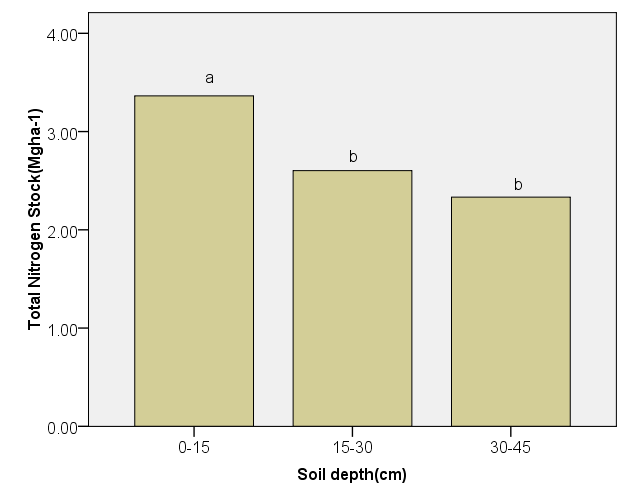 Total Nitrogen Stock(Mgha-1)
4.00
3.00
2.00
1.00
0.00
a
b
b
0-15
15-30
30-45
Soil depth(cm)